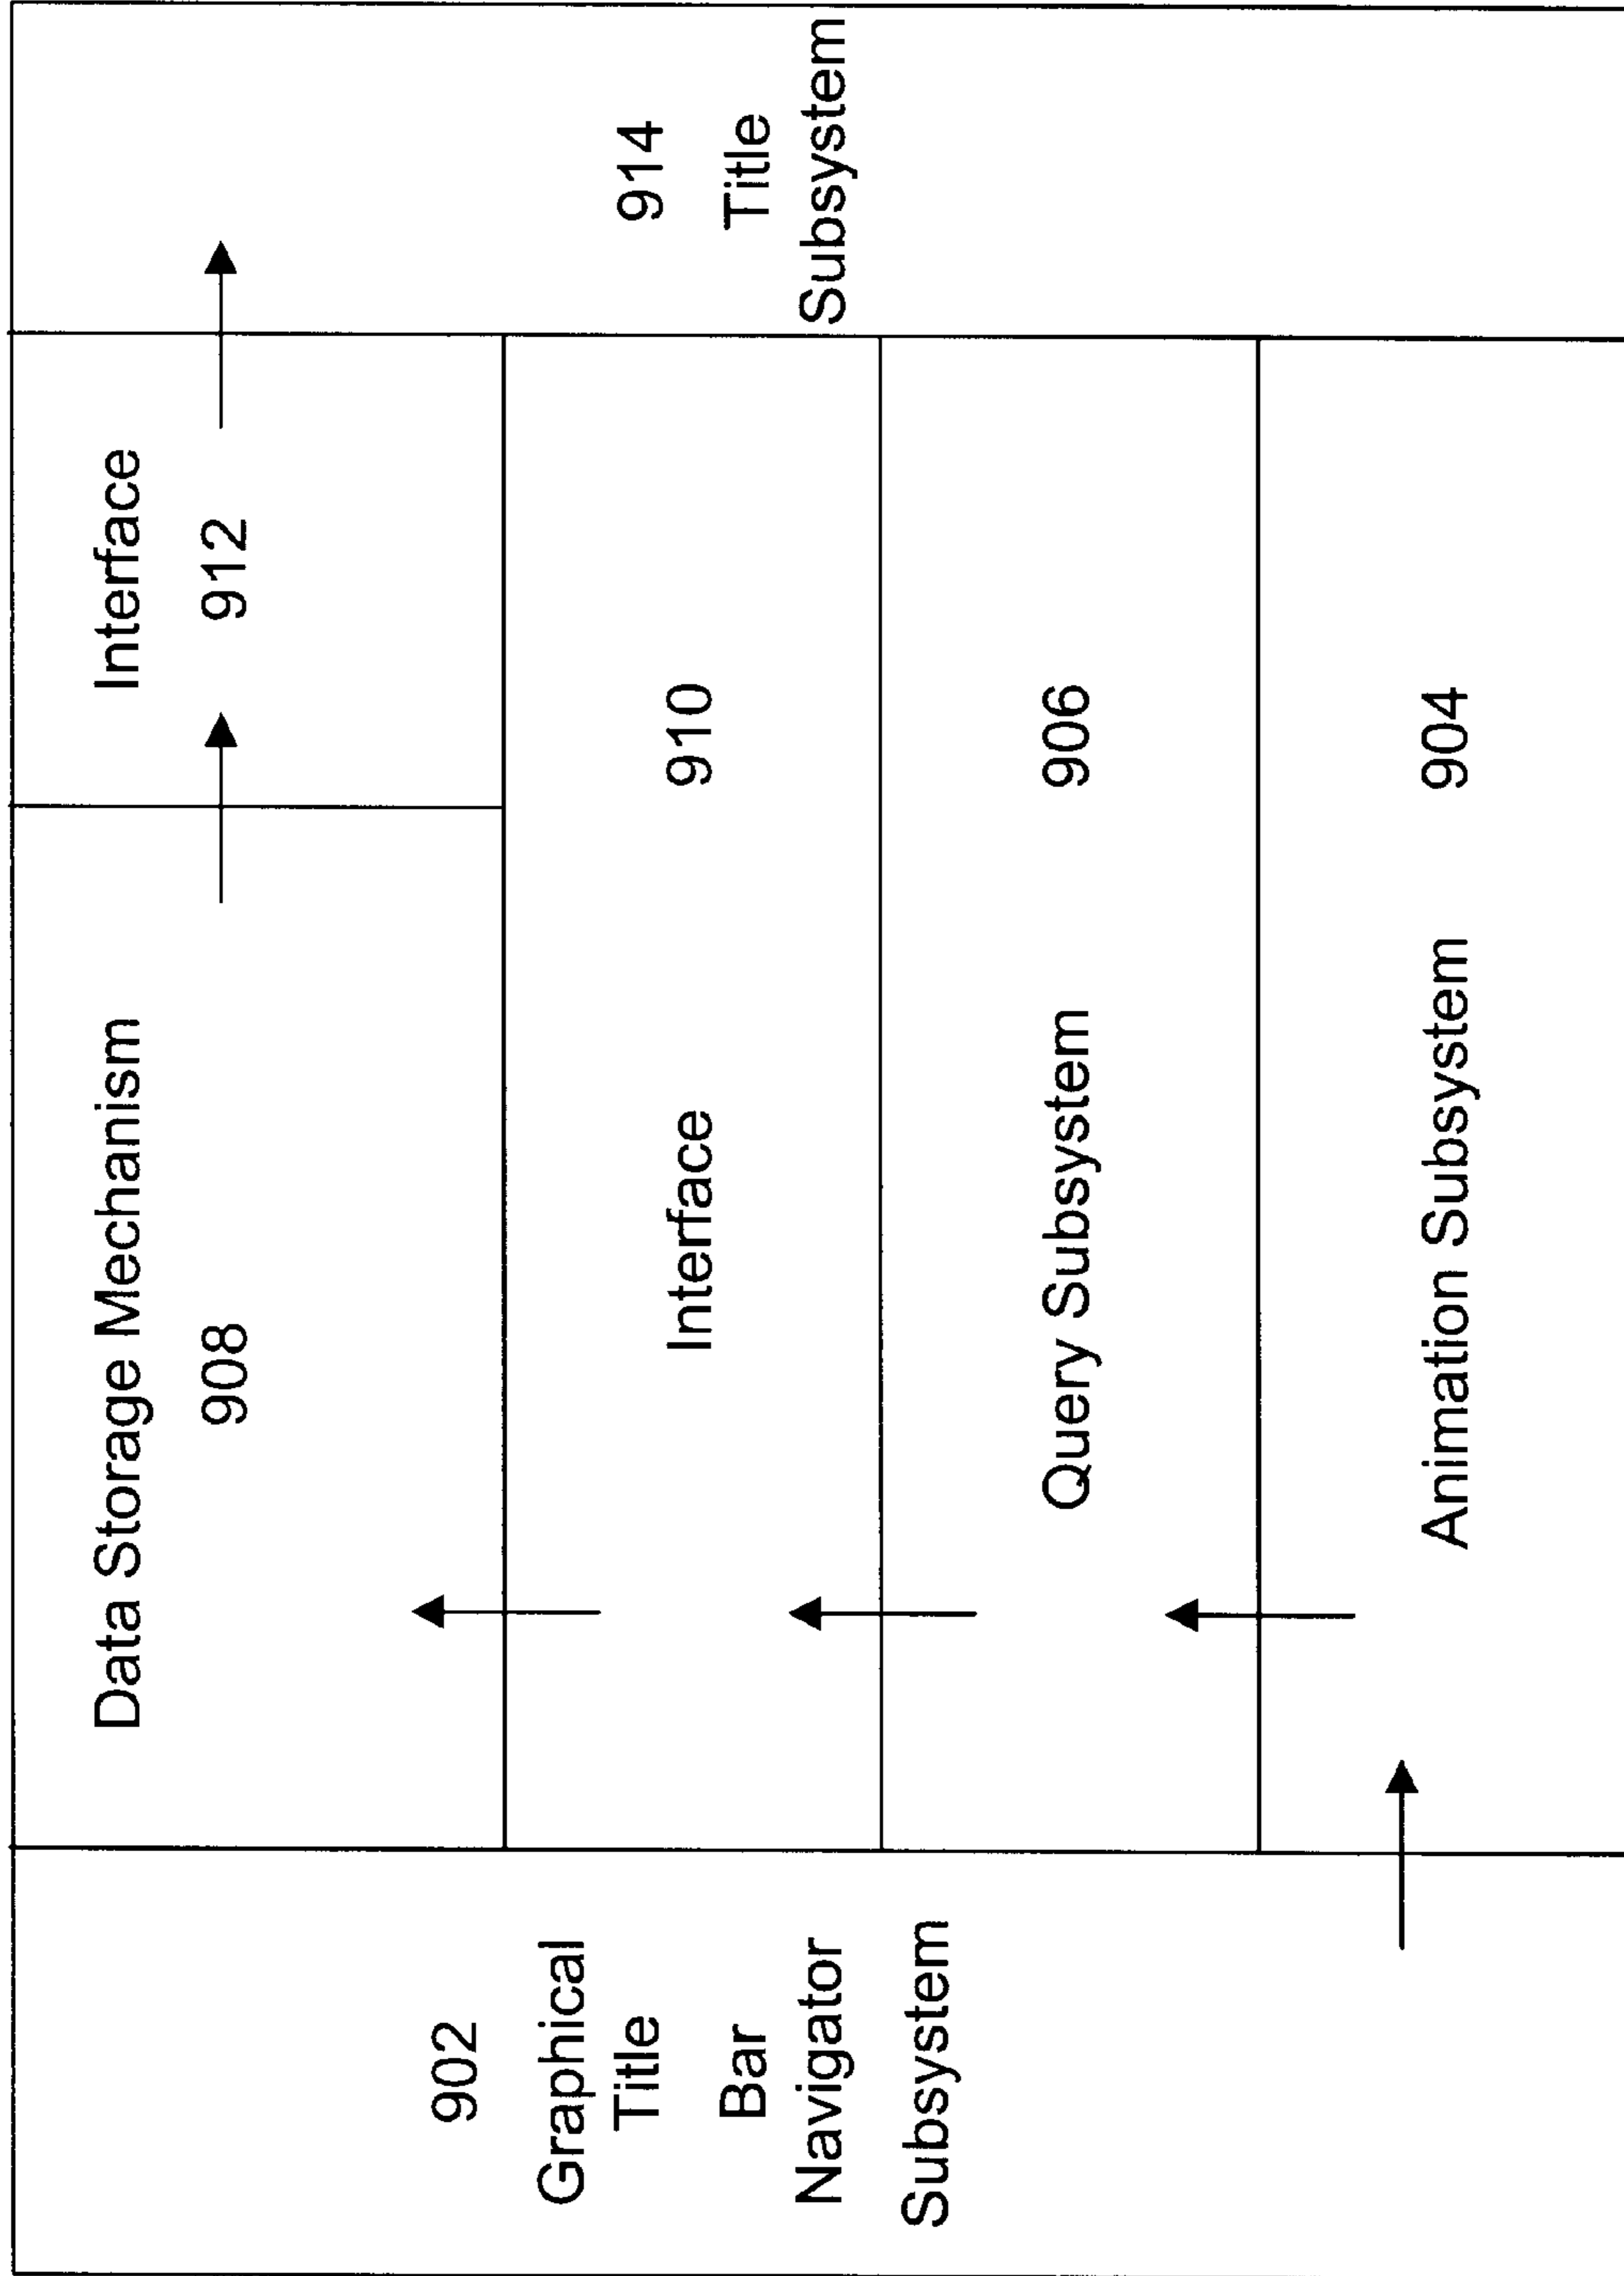 902
Graphical
Title
Bar
Navigator
Subsystem
Data Storage Mechanism
908
Interface
912
Interface 910
Query Subsystem 906
Animation Subsystem 904
914
Title
Subsystem